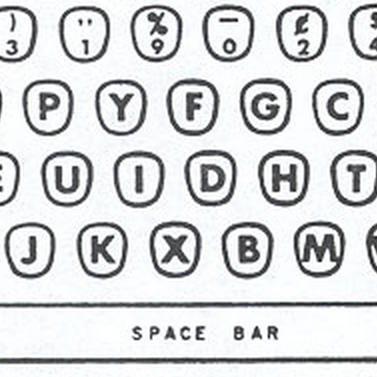 ) " % — ¢ $
3 1 9 0 2 4
P Y F G C
E U I D H T
J K X B M
SPACE BAR